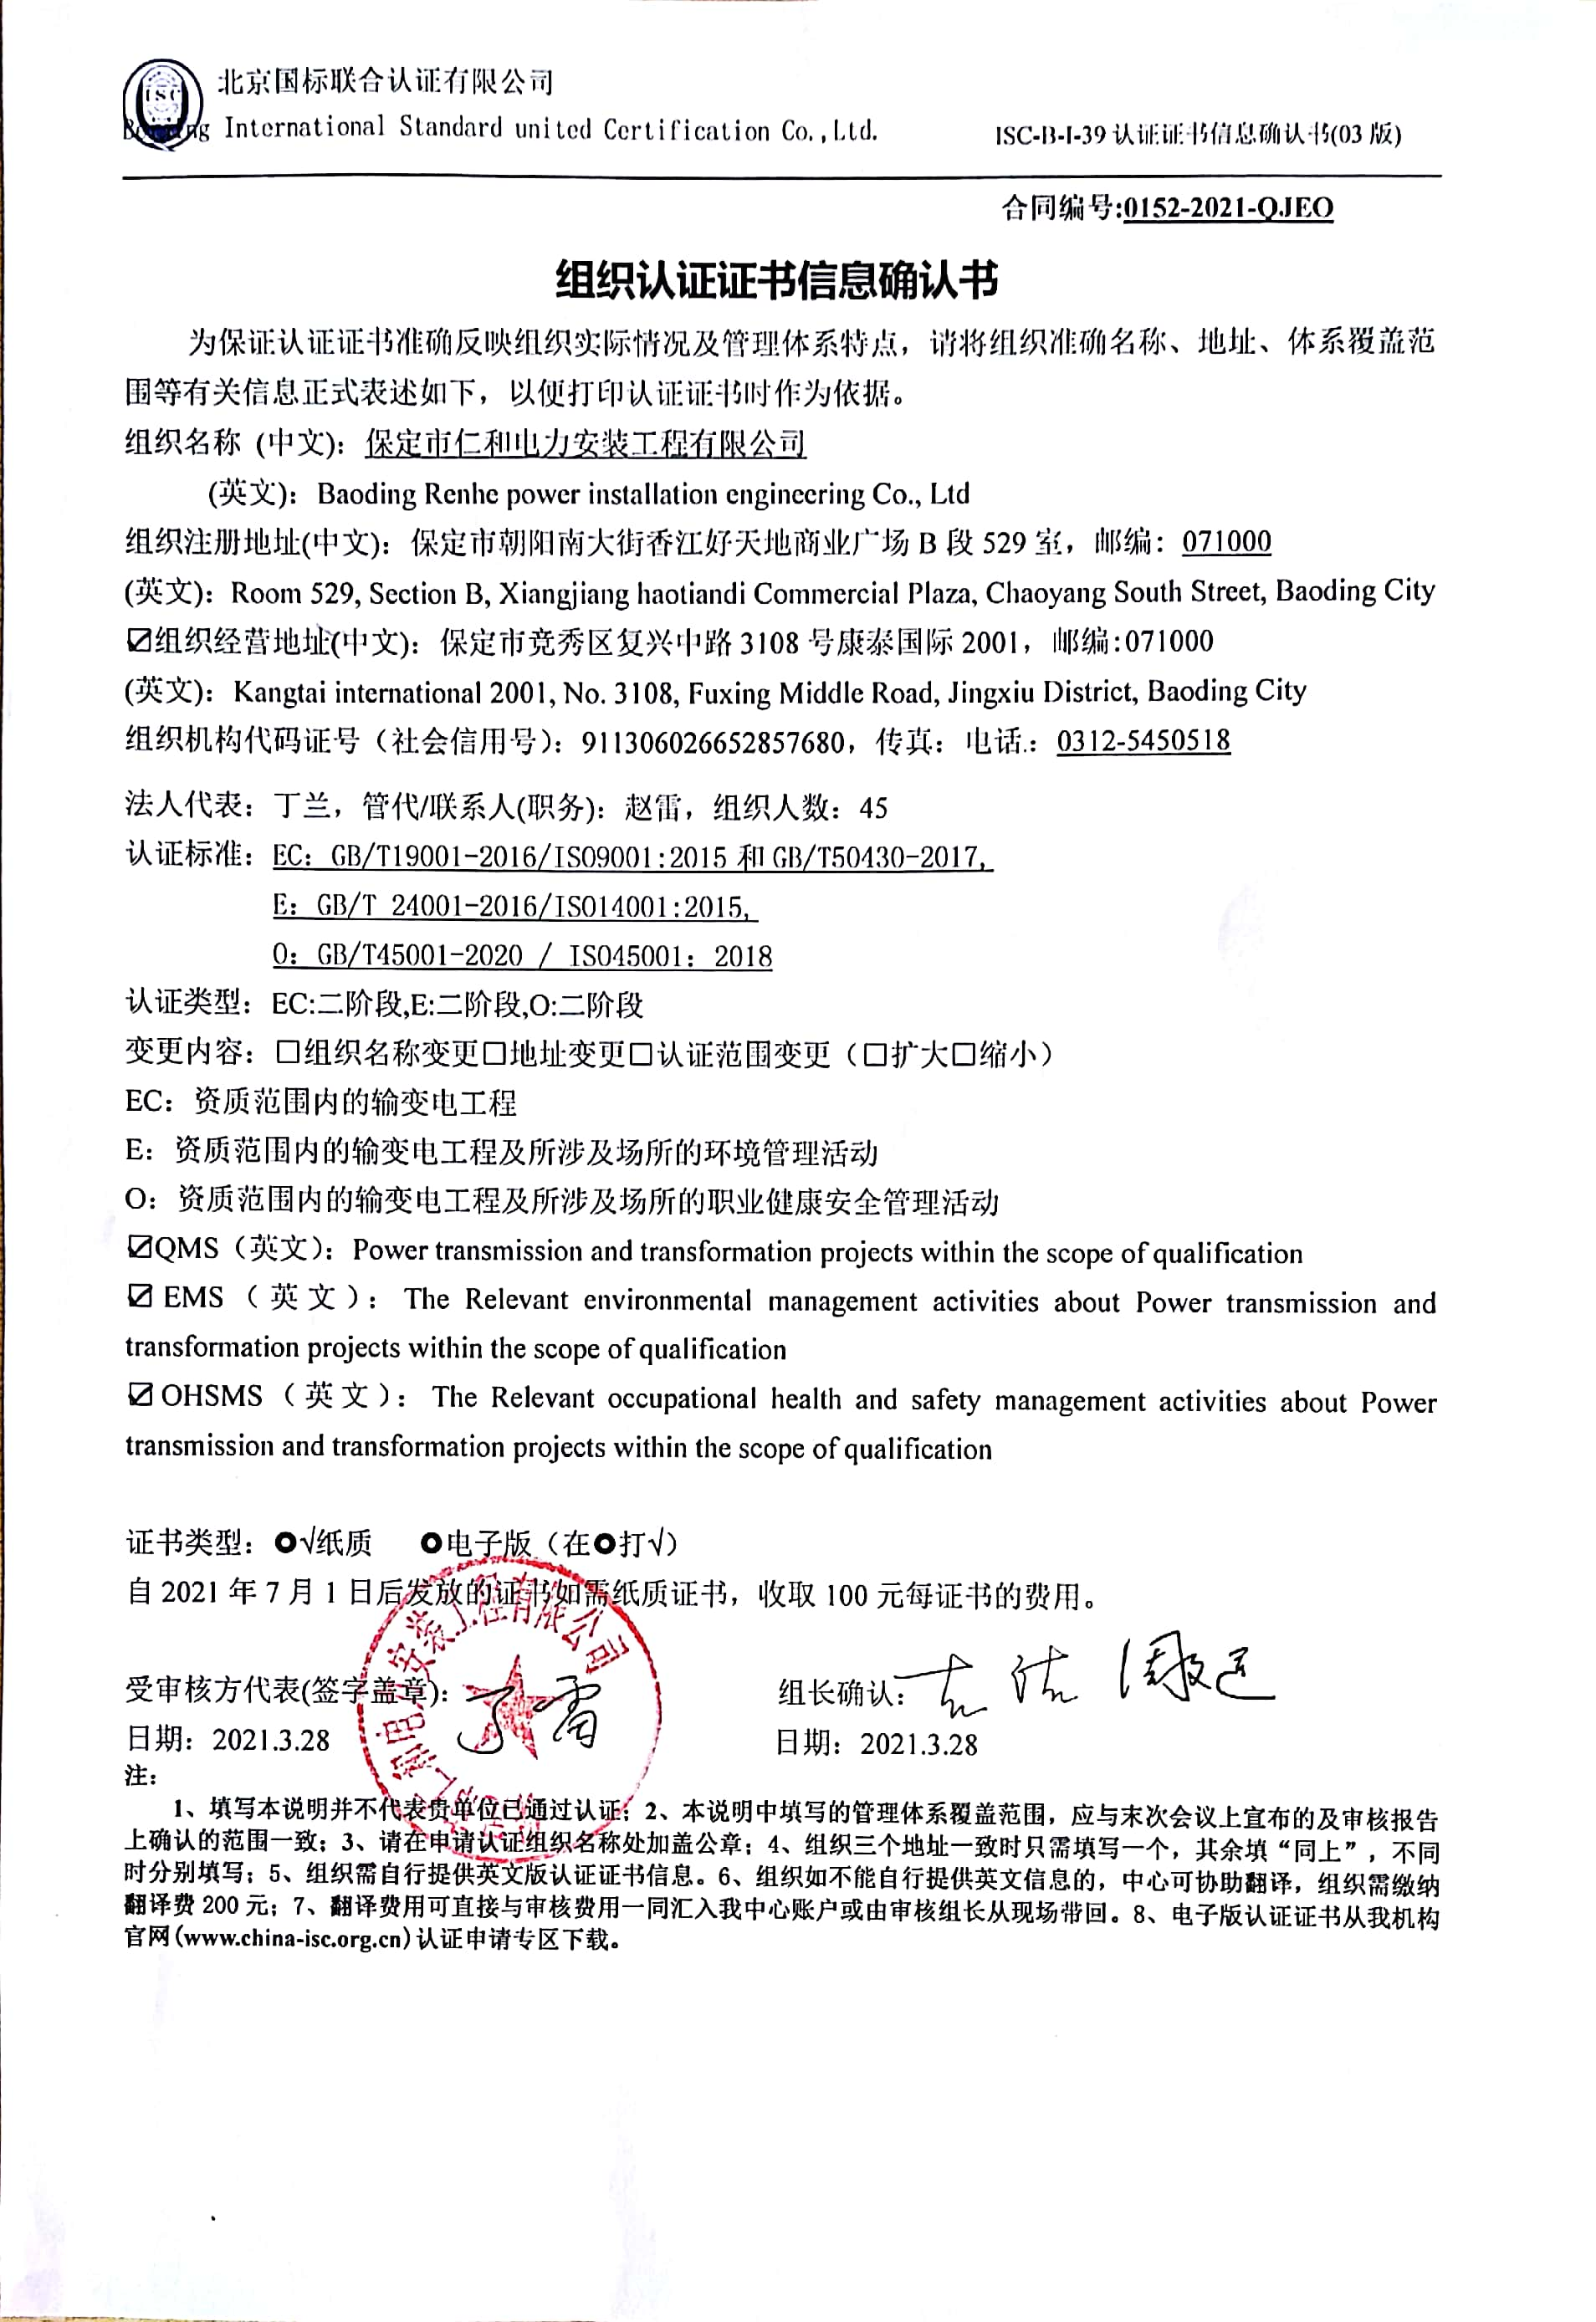 北京国标联合认证有限公司
Beijing International Standard united Certification Co.,Ltd.
ISC-B-I-39 认证证书信息确认书(03 版)
合同编号:0152-2021-QJEO
组织认证证书信息确认书
为保证认证证书准确反映组织实际情况及管理体系特点，请将组织准确名称、地址、体系覆盖范
围等有关信息正式表述如下，以便打印认证证书时作为依据。
组织名称 (中文)：保定市仁和电力安装工程有限公司
(英文)：Baoding Renhe power installation engineering Co., Ltd
组织注册地址(中文)：保定市朝阳南大街香江好天地商业广场 B 段 529 室，邮编：071000
(英文)：Room 529, Section B, Xiangjiang haotiandi Commercial Plaza, Chaoyang South Street, Baoding City
☑组织经营地址(中文)：保定市竞秀区复兴中路 3108 号康泰国际 2001，邮编:071000
(英文)：Kangtai international 2001, No. 3108, Fuxing Middle Road, Jingxiu District, Baoding City
组织机构代码证号（社会信用号）：911306026652857680，传真：电话.：0312-5450518
法人代表：丁兰，管代/联系人(职务)：赵雷，组织人数：45
认证标准：EC：GB/T19001-2016/ISO9001:2015 和 GB/T50430-2017,
E：GB/T 24001-2016/ISO14001:2015,
O：GB/T45001-2020 / ISO45001：2018
认证类型：EC:二阶段,E:二阶段,O:二阶段
变更内容：☐组织名称变更☐地址变更☐认证范围变更（☐扩大☐缩小）
EC：资质范围内的输变电工程
E：资质范围内的输变电工程及所涉及场所的环境管理活动
O：资质范围内的输变电工程及所涉及场所的职业健康安全管理活动
☑QMS（英文）：Power transmission and transformation projects within the scope of qualification
☑ EMS （ 英 文 ）： The Relevant environmental management activities about Power transmission and
transformation projects within the scope of qualification
☑ OHSMS （ 英 文 ）： The Relevant occupational health and safety management activities about Power
transmission and transformation projects within the scope of qualification
证书类型：○√纸质 ○电子版（在○打√）
自 2021 年 7 月 1 日后发放的证书如需纸质证书，收取 100 元每证书的费用。
受审核方代表(签字盖章)：
组长确认：
日期：2021.3.28
日期：2021.3.28
注：
1、填写本说明并不代表贵单位已通过认证；2、本说明中填写的管理体系覆盖范围，应与末次会议上宣布的及审核报告
上确认的范围一致；3、请在申请认证组织名称处加盖公章；4、组织三个地址一致时只需填写一个，其余填“同上”，不同
时分别填写；5、组织需自行提供英文版认证证书信息。6、组织如不能自行提供英文信息的，中心可协助翻译，组织需缴纳
翻译费 200 元；7、翻译费用可直接与审核费用一同汇入我中心账户或由审核组长从现场带回。8、电子版认证证书从我机构
官网(www.china-isc.org.cn)认证申请专区下载。